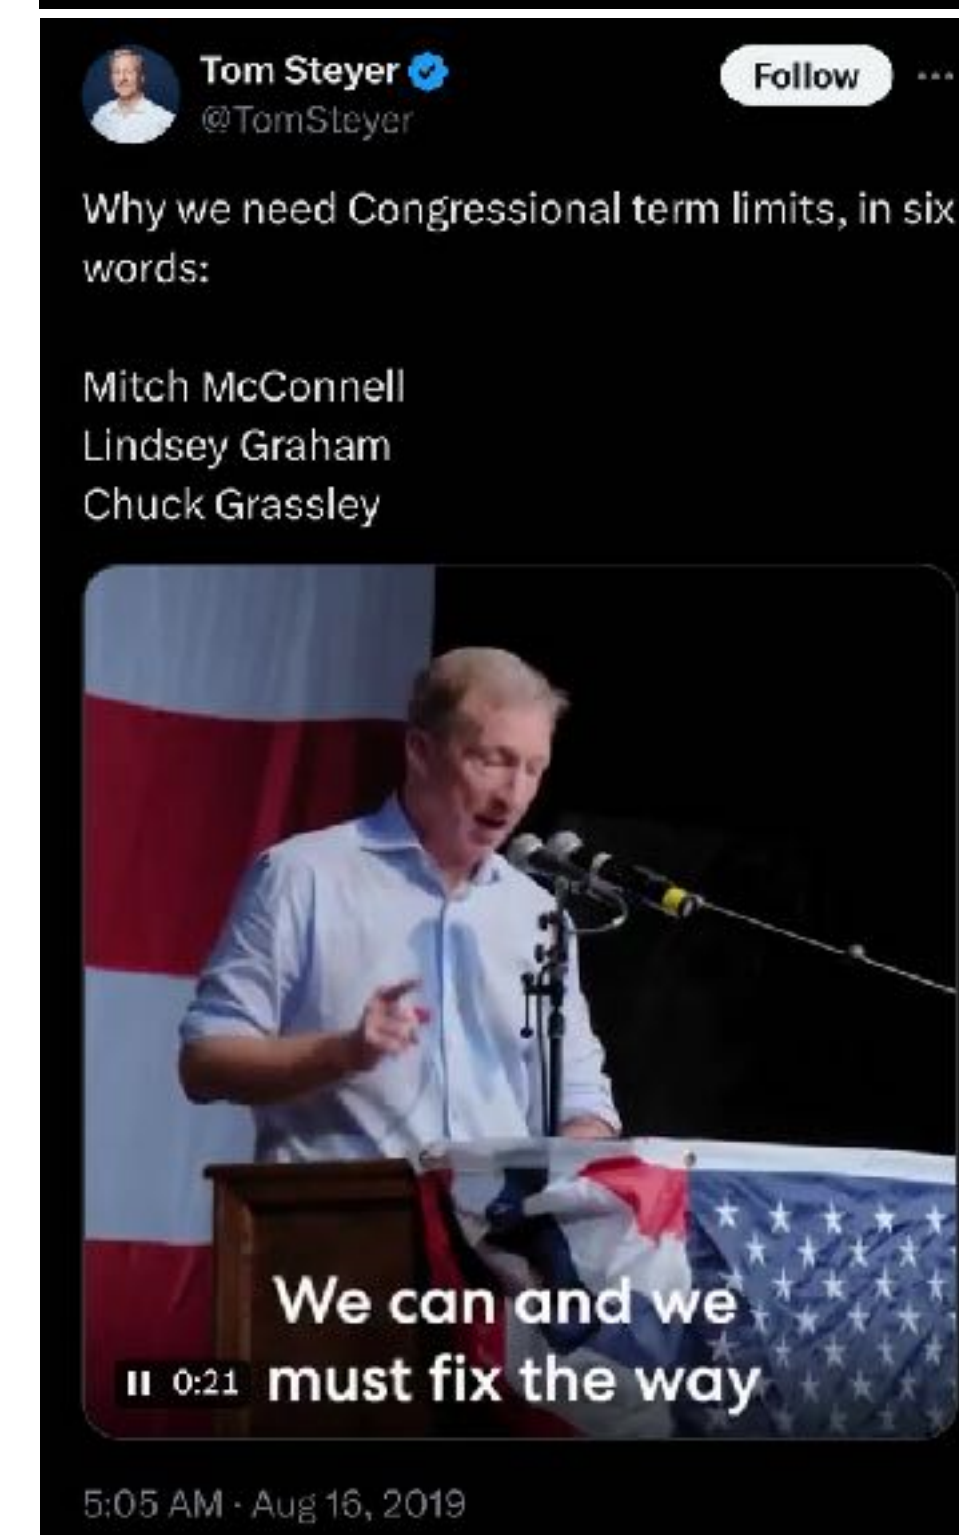 Tom Steyer
Follow
@TomSteyer
Why we need Congressional term limits, in six
words:
Mitch McConnell
Lindsey Graham
Chuck Grassley
We can and we
0:21 must fix the way
5:05 AM · Aug 16, 2019